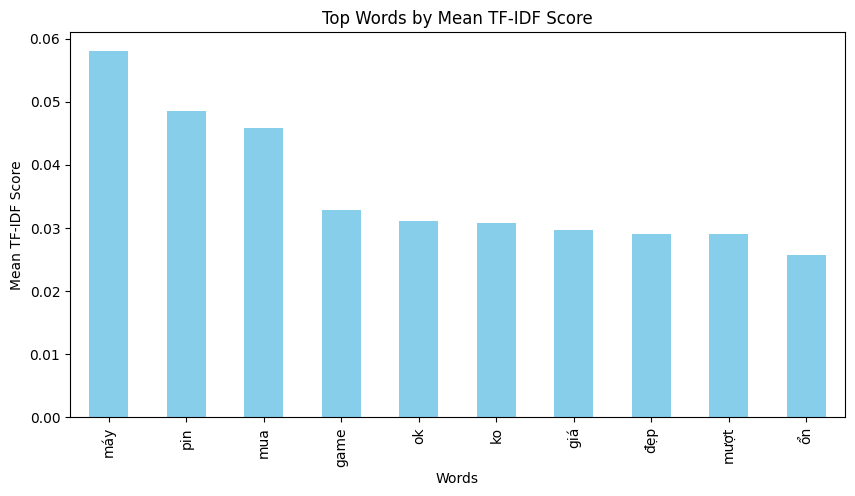 Top Words by Mean TF-IDF Score
Mean TF-IDF Score
0.06
0.05
0.04
0.03
0.02
0.01
0.00
máy
pin
mua
game
ok
ko
giá
đẹp
mượt
ổn
Words